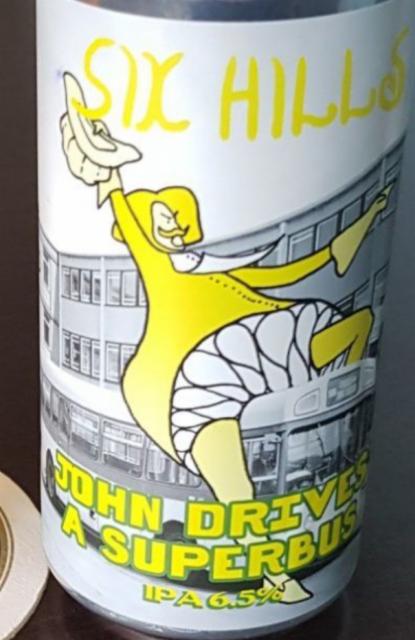 SIX HILLS
JOHN DRIVES
A SUPERBUS
IPA 6.5%